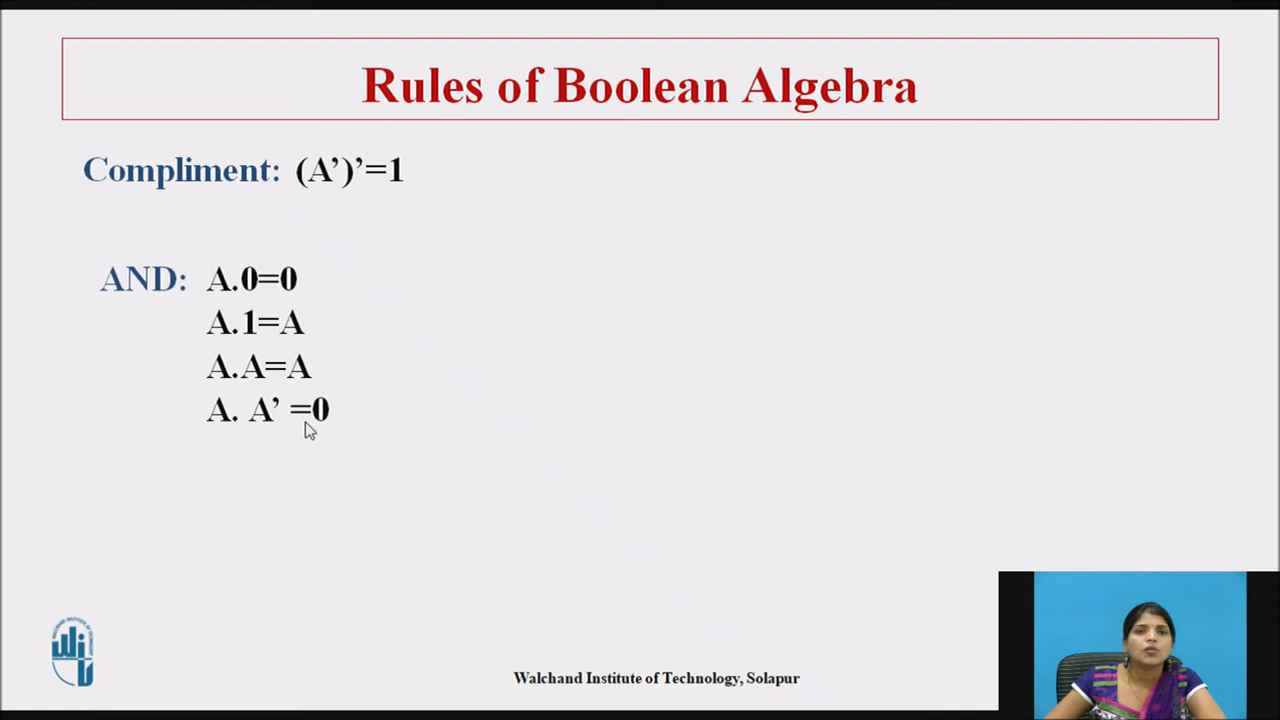 Rules of Boolean Algebra
Compliment: (A’)’=1
AND: A.0=0
A.1=A
A.A=A
A. A’ =0
Walchand Institute of Technology, Solapur